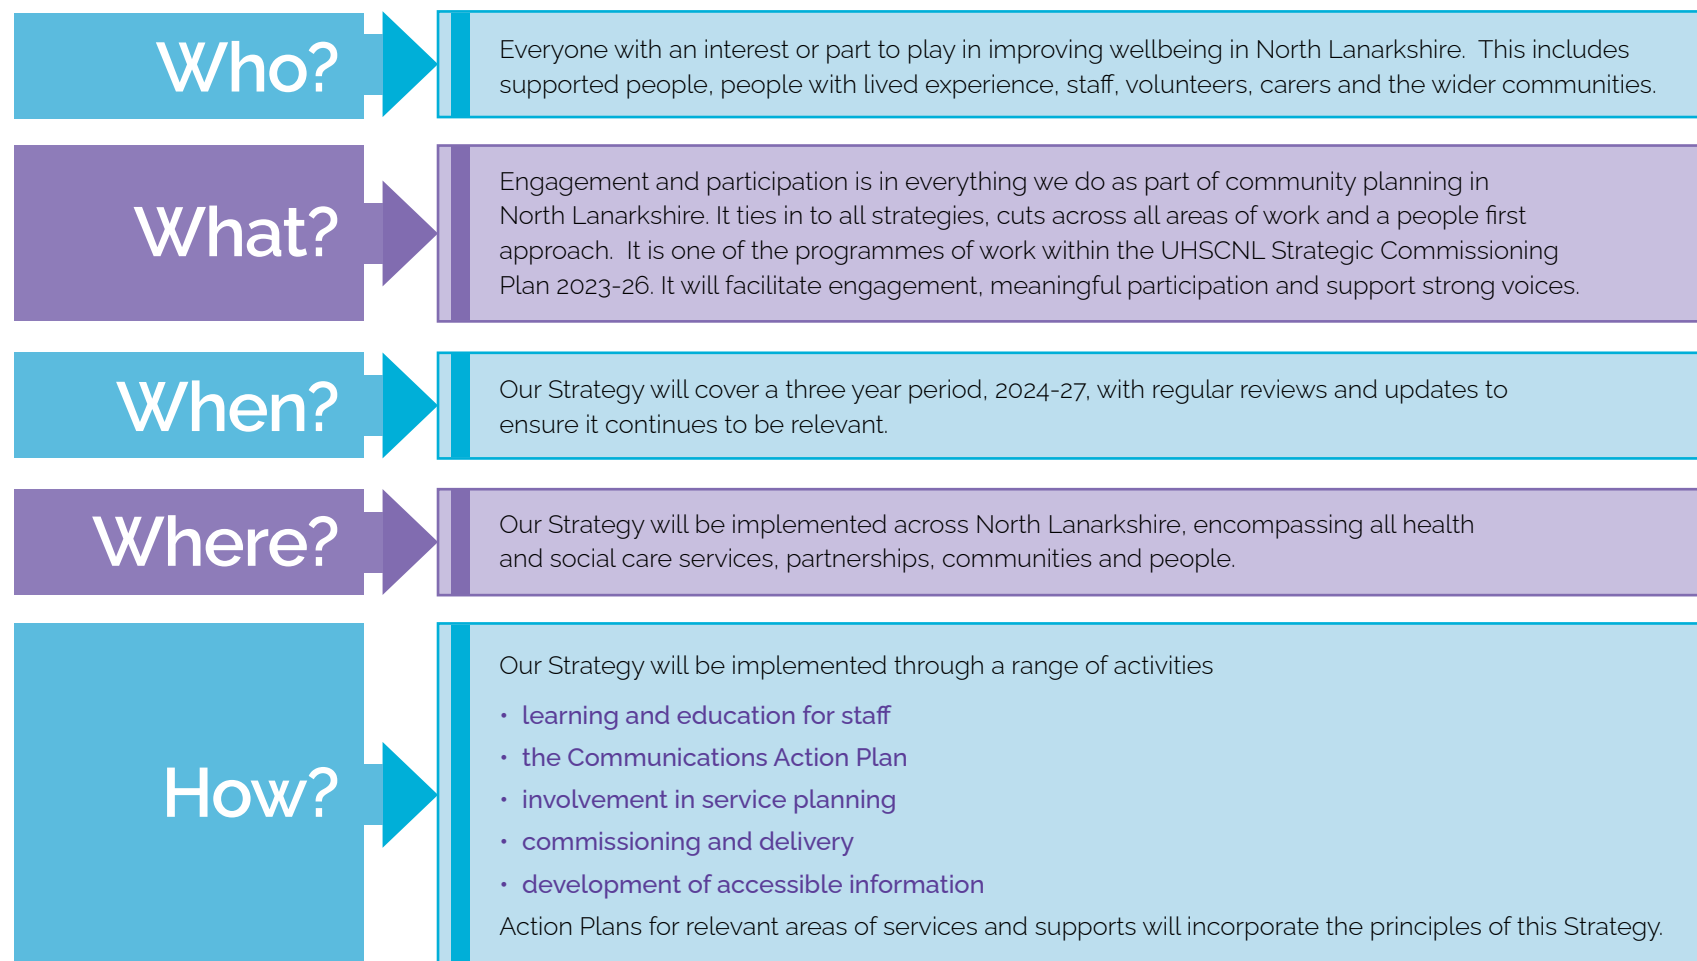 Who?
Everyone with an interest or part to play in improving wellbeing in North Lanarkshire.  This includes
supported people, people with lived experience, staff, volunteers, carers and the wider communities.
What?
Engagement and participation is in everything we do as part of community planning in
North Lanarkshire. It ties in to all strategies, cuts across all areas of work and a people first
approach.  It is one of the programmes of work within the UHSCNL Strategic Commissioning
Plan 2023-26. It will facilitate engagement, meaningful participation and support strong voices.
When?
Our Strategy will cover a three year period, 2024-27, with regular reviews and updates to
ensure it continues to be relevant.
Where?
Our Strategy will be implemented across North Lanarkshire, encompassing all health
and social care services, partnerships, communities and people.
How?
Our Strategy will be implemented through a range of activities
• learning and education for staff
• the Communications Action Plan
• involvement in service planning
• commissioning and delivery
• development of accessible information
Action Plans for relevant areas of services and supports will incorporate the principles of this Strategy.